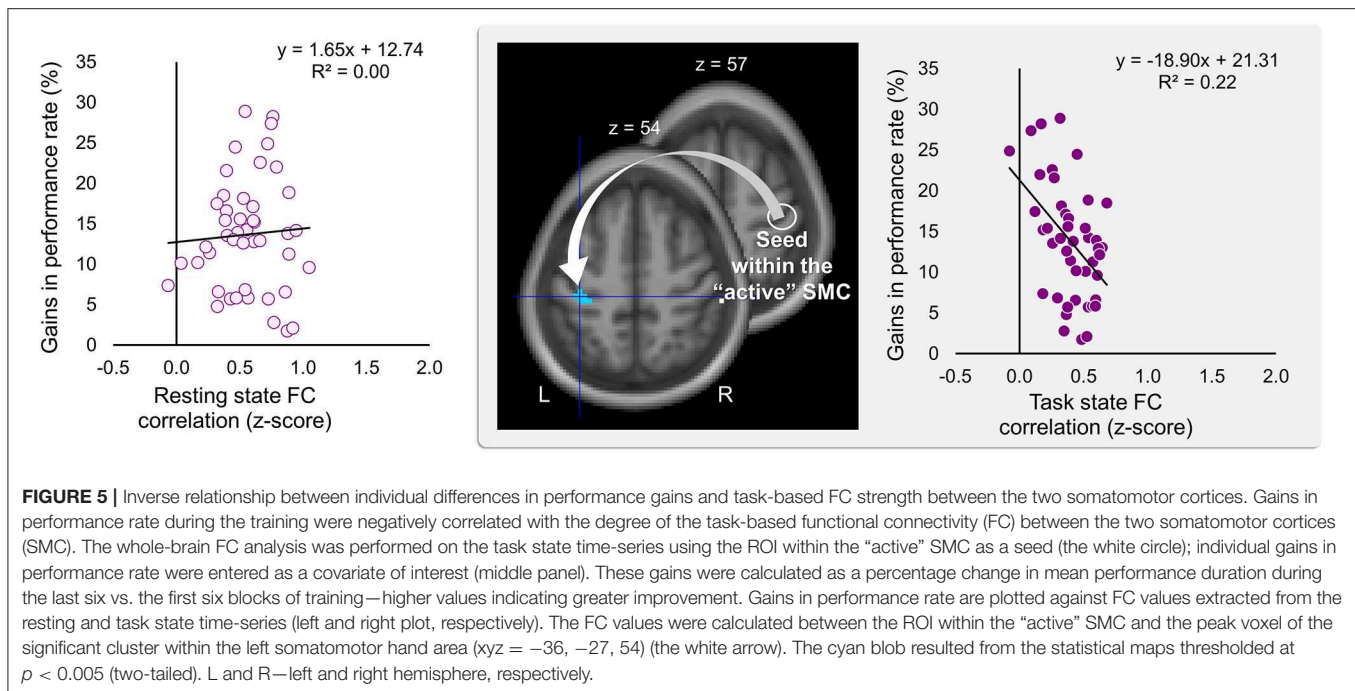 y = 1.65x + 12.74
R² = 0.00
Gains in performance rate (%)
35
30
25
20
15
10
5
0
-0.5 0.0 0.5 1.0 1.5 2.0
Resting state FC
correlation (z-score)
z = 57
z = 54
Seed
within the
“active” SMC
L R
y = -18.90x + 21.31
R² = 0.22
Gains in performance rate (%)
35
30
25
20
15
10
5
0
-0.5 0.0 0.5 1.0 1.5 2.0
Task state FC
correlation (z-score)
FIGURE 5 | Inverse relationship between individual differences in performance gains and task-based FC strength between the two somatomotor cortices. Gains in
performance rate during the training were negatively correlated with the degree of the task-based functional connectivity (FC) between the two somatomotor cortices
(SMC). The whole-brain FC analysis was performed on the task state time-series using the ROI within the “active” SMC as a seed (the white circle); individual gains in
performance rate were entered as a covariate of interest (middle panel). These gains were calculated as a percentage change in mean performance duration during
the last six vs. the first six blocks of training—higher values indicating greater improvement. Gains in performance rate are plotted against FC values extracted from the
resting and task state time-series (left and right plot, respectively). The FC values were calculated between the ROI within the “active” SMC and the peak voxel of the
significant cluster within the left somatomotor hand area (xyz = −36, −27, 54) (the white arrow). The cyan blob resulted from the statistical maps thresholded at
p < 0.005 (two-tailed). L and R—left and right hemisphere, respectively.